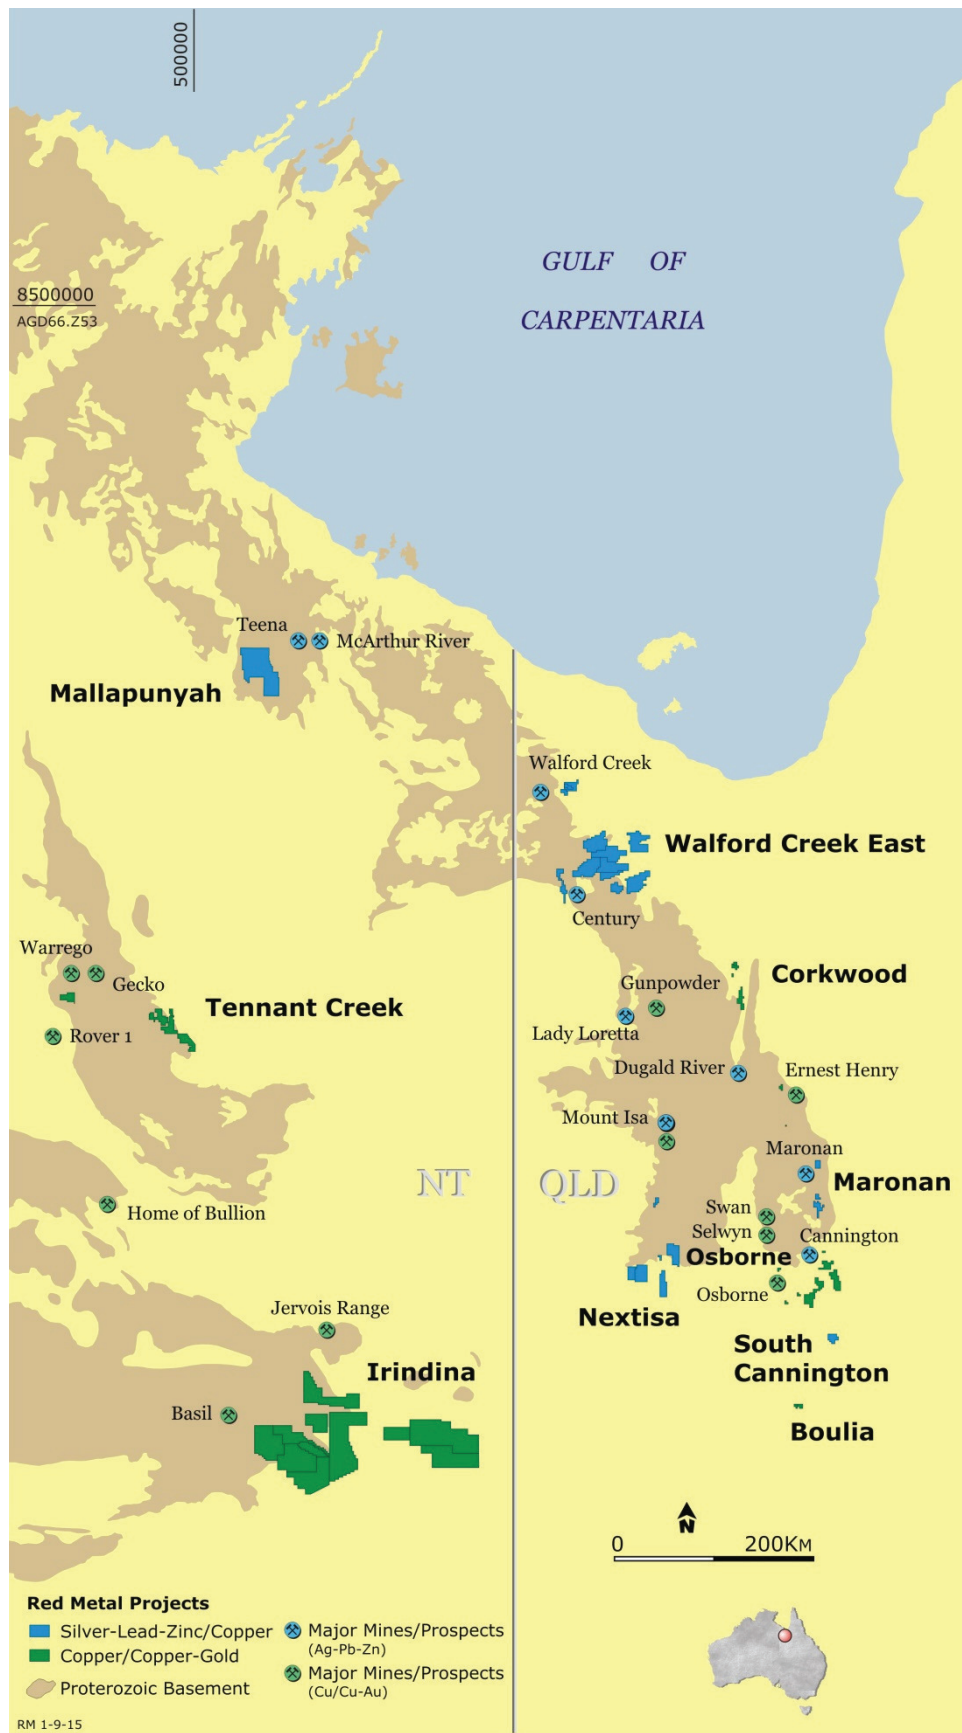 500000
GULF OF
CARPENTARIA
8500000
AGD66.Z53
Teena
McArthur River
Mallapunyah
Walford Creek
Walford Creek East
Century
Warrego
Gecko
Corkwood
Gunpowder
Tennant Creek
Rover 1
Lady Loretta
Dugald River
Ernest Henry
Mount Isa
Maronan
Maronan
NT
QLD
Home of Bullion
Swan
Selwyn
Cannington
Osborne
Osborne
Nextisa
Jervois Range
South
Cannington
Irindina
Basil
Boulia
N
0 200KM
Red Metal Projects
Silver-Lead-Zinc/Copper
Copper/Copper-Gold
Proterozoic Basement
Major Mines/Prospects
(Ag-Pb-Zn)
Major Mines/Prospects
(Cu/Cu-Au)
RM 1-9-15